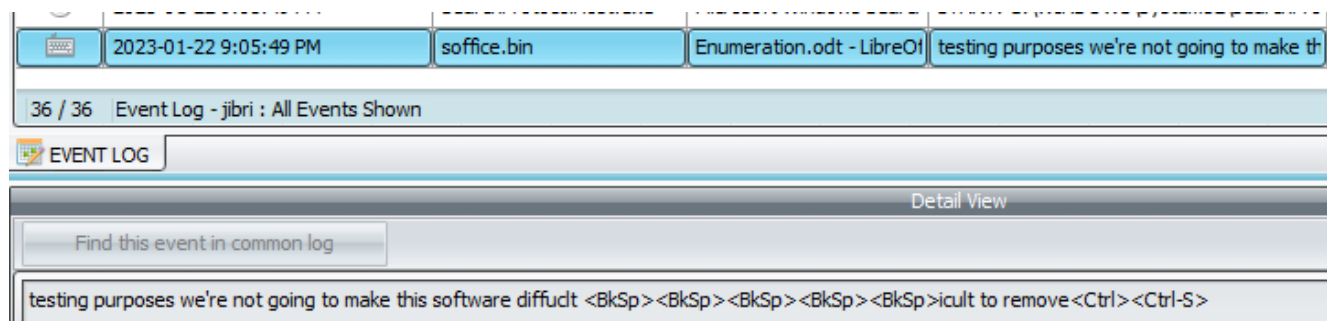 2023-01-22 9:05:49 PM soffice.bin Enumeration.odt - LibreOf testing purposes we're not going to make th
36 / 36 Event Log - jibri : All Events Shown
EVENT LOG
Detail View
Find this event in common log
testing purposes we're not going to make this software diffuclt <BkSp><BkSp><BkSp><BkSp><BkSp>icult to remove<Ctrl><Ctrl-S>